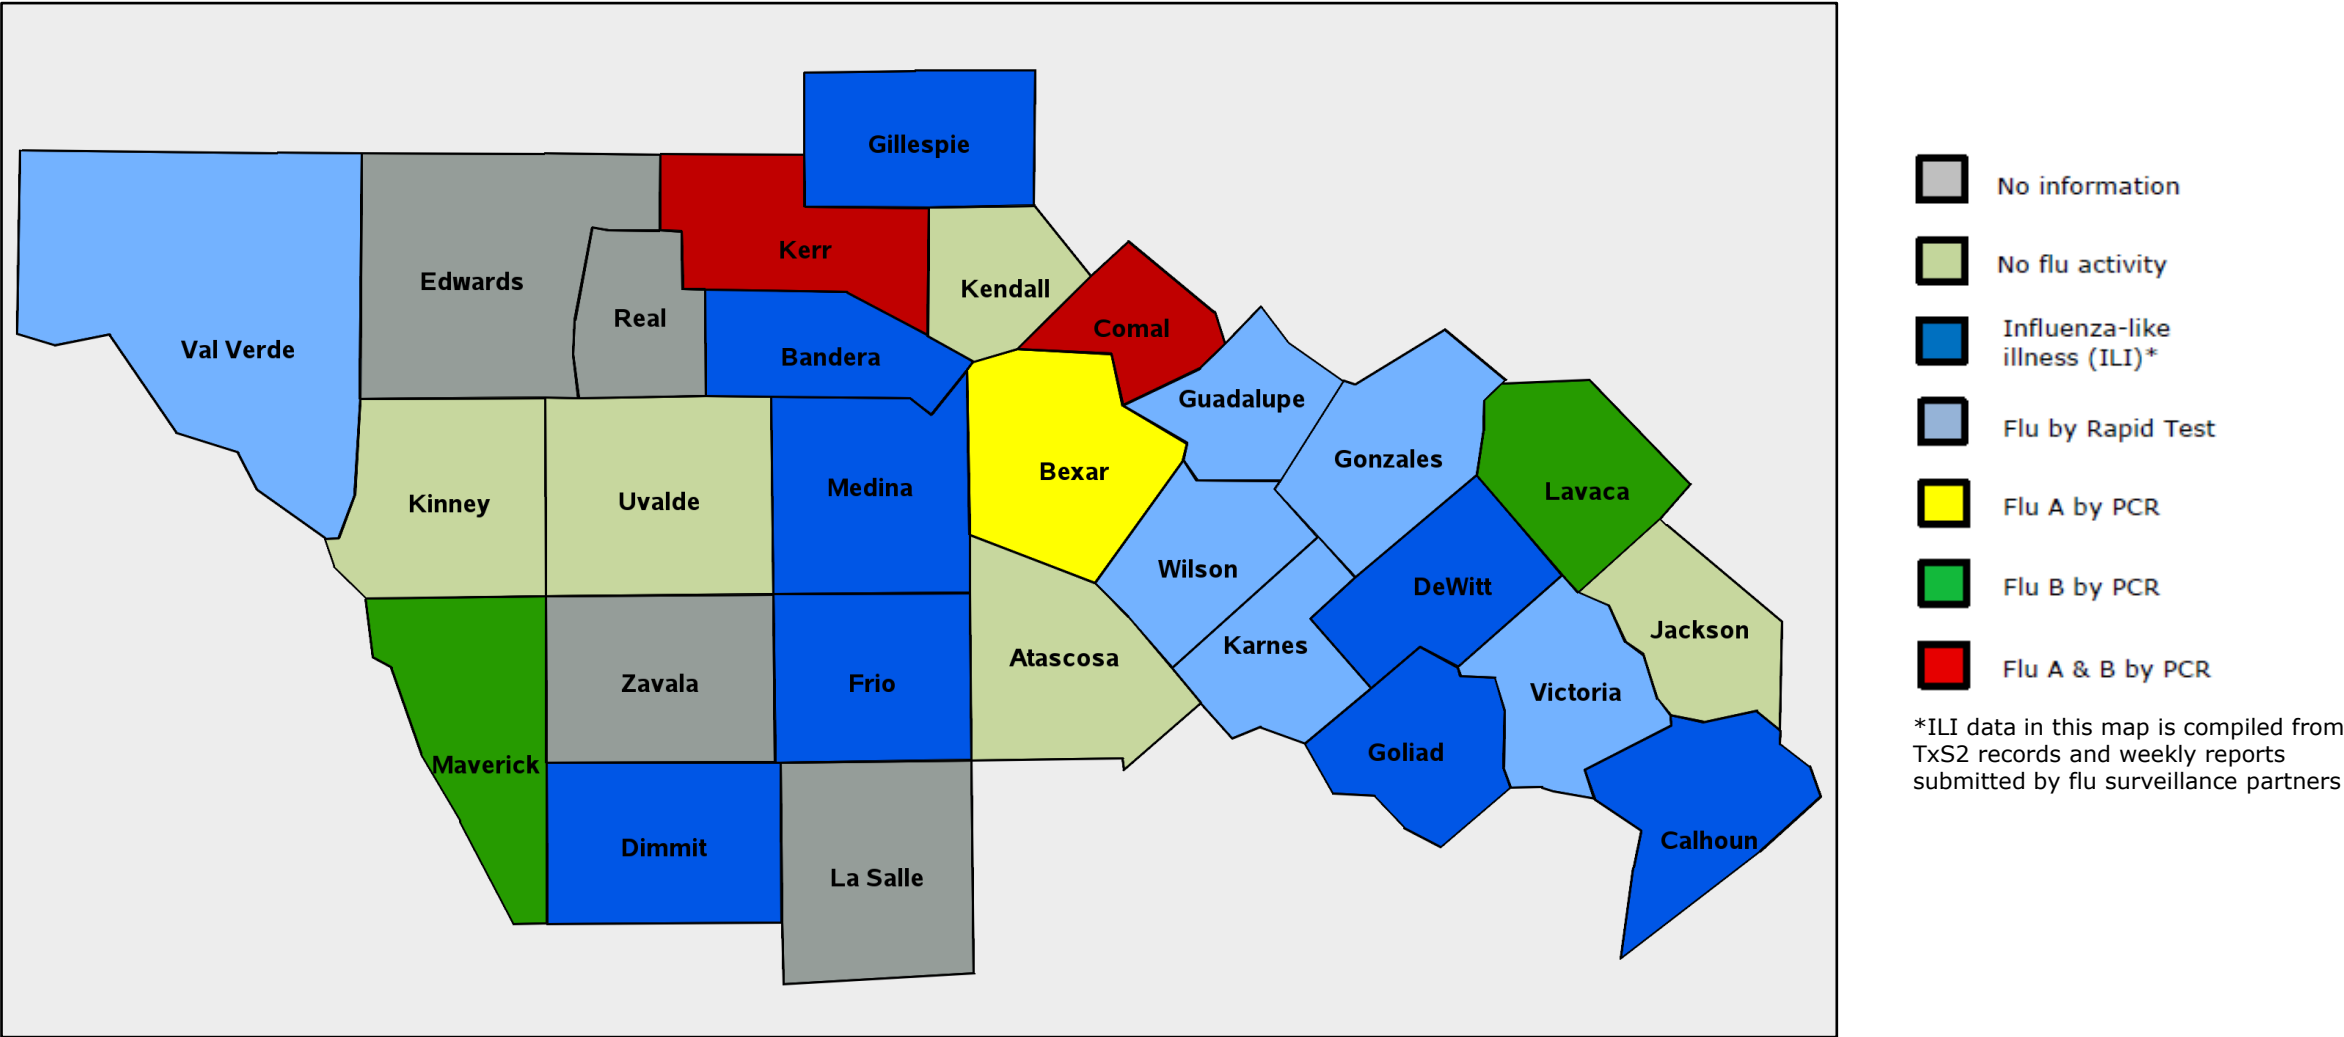 Gillespie
Kerr
Edwards
Kendall
Real
Comal
Val Verde
Bandera
Guadalupe
Gonzales
Bexar
Medina
Lavaca
Uvalde
Kinney
Wilson
DeWitt
Jackson
Karnes
Atascosa
Zavala
Frio
Victoria
Goliad
Maverick
Calhoun
Dimmit
La Salle
No information
No flu activity
Influenza-like
illness (ILI)*
Flu by Rapid Test
Flu A by PCR
Flu B by PCR
Flu A & B by PCR
*ILI data in this map is compiled from
TxS2 records and weekly reports
submitted by flu surveillance partners